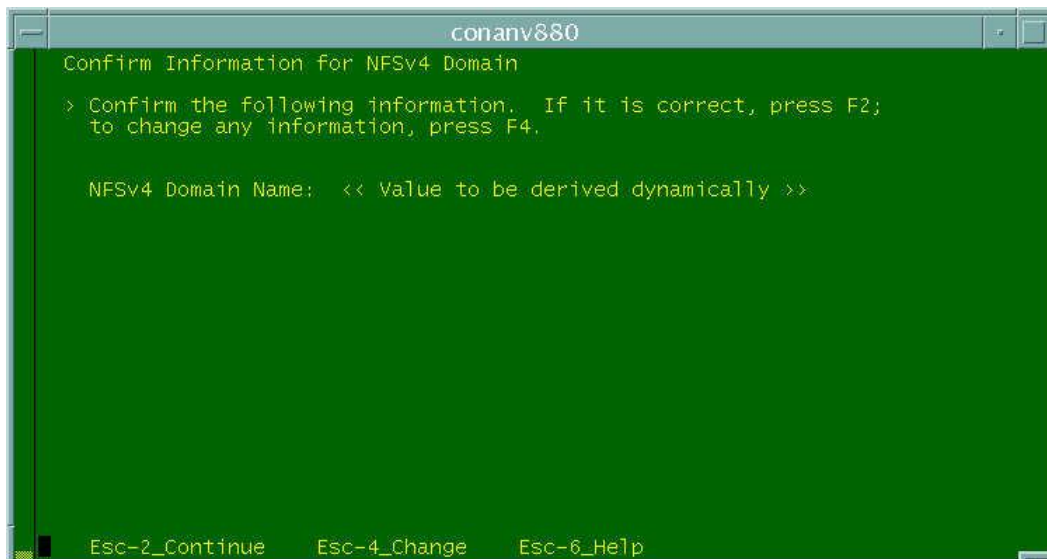 conanv880
Confirm Information for NFSv4 Domain
> Confirm the following information.  If it is correct, press F2;
to change any information, press F4.
NFSv4 Domain Name:  << Value to be derived dynamically >>
Esc-2_Continue    Esc-4_Change    Esc-6_Help